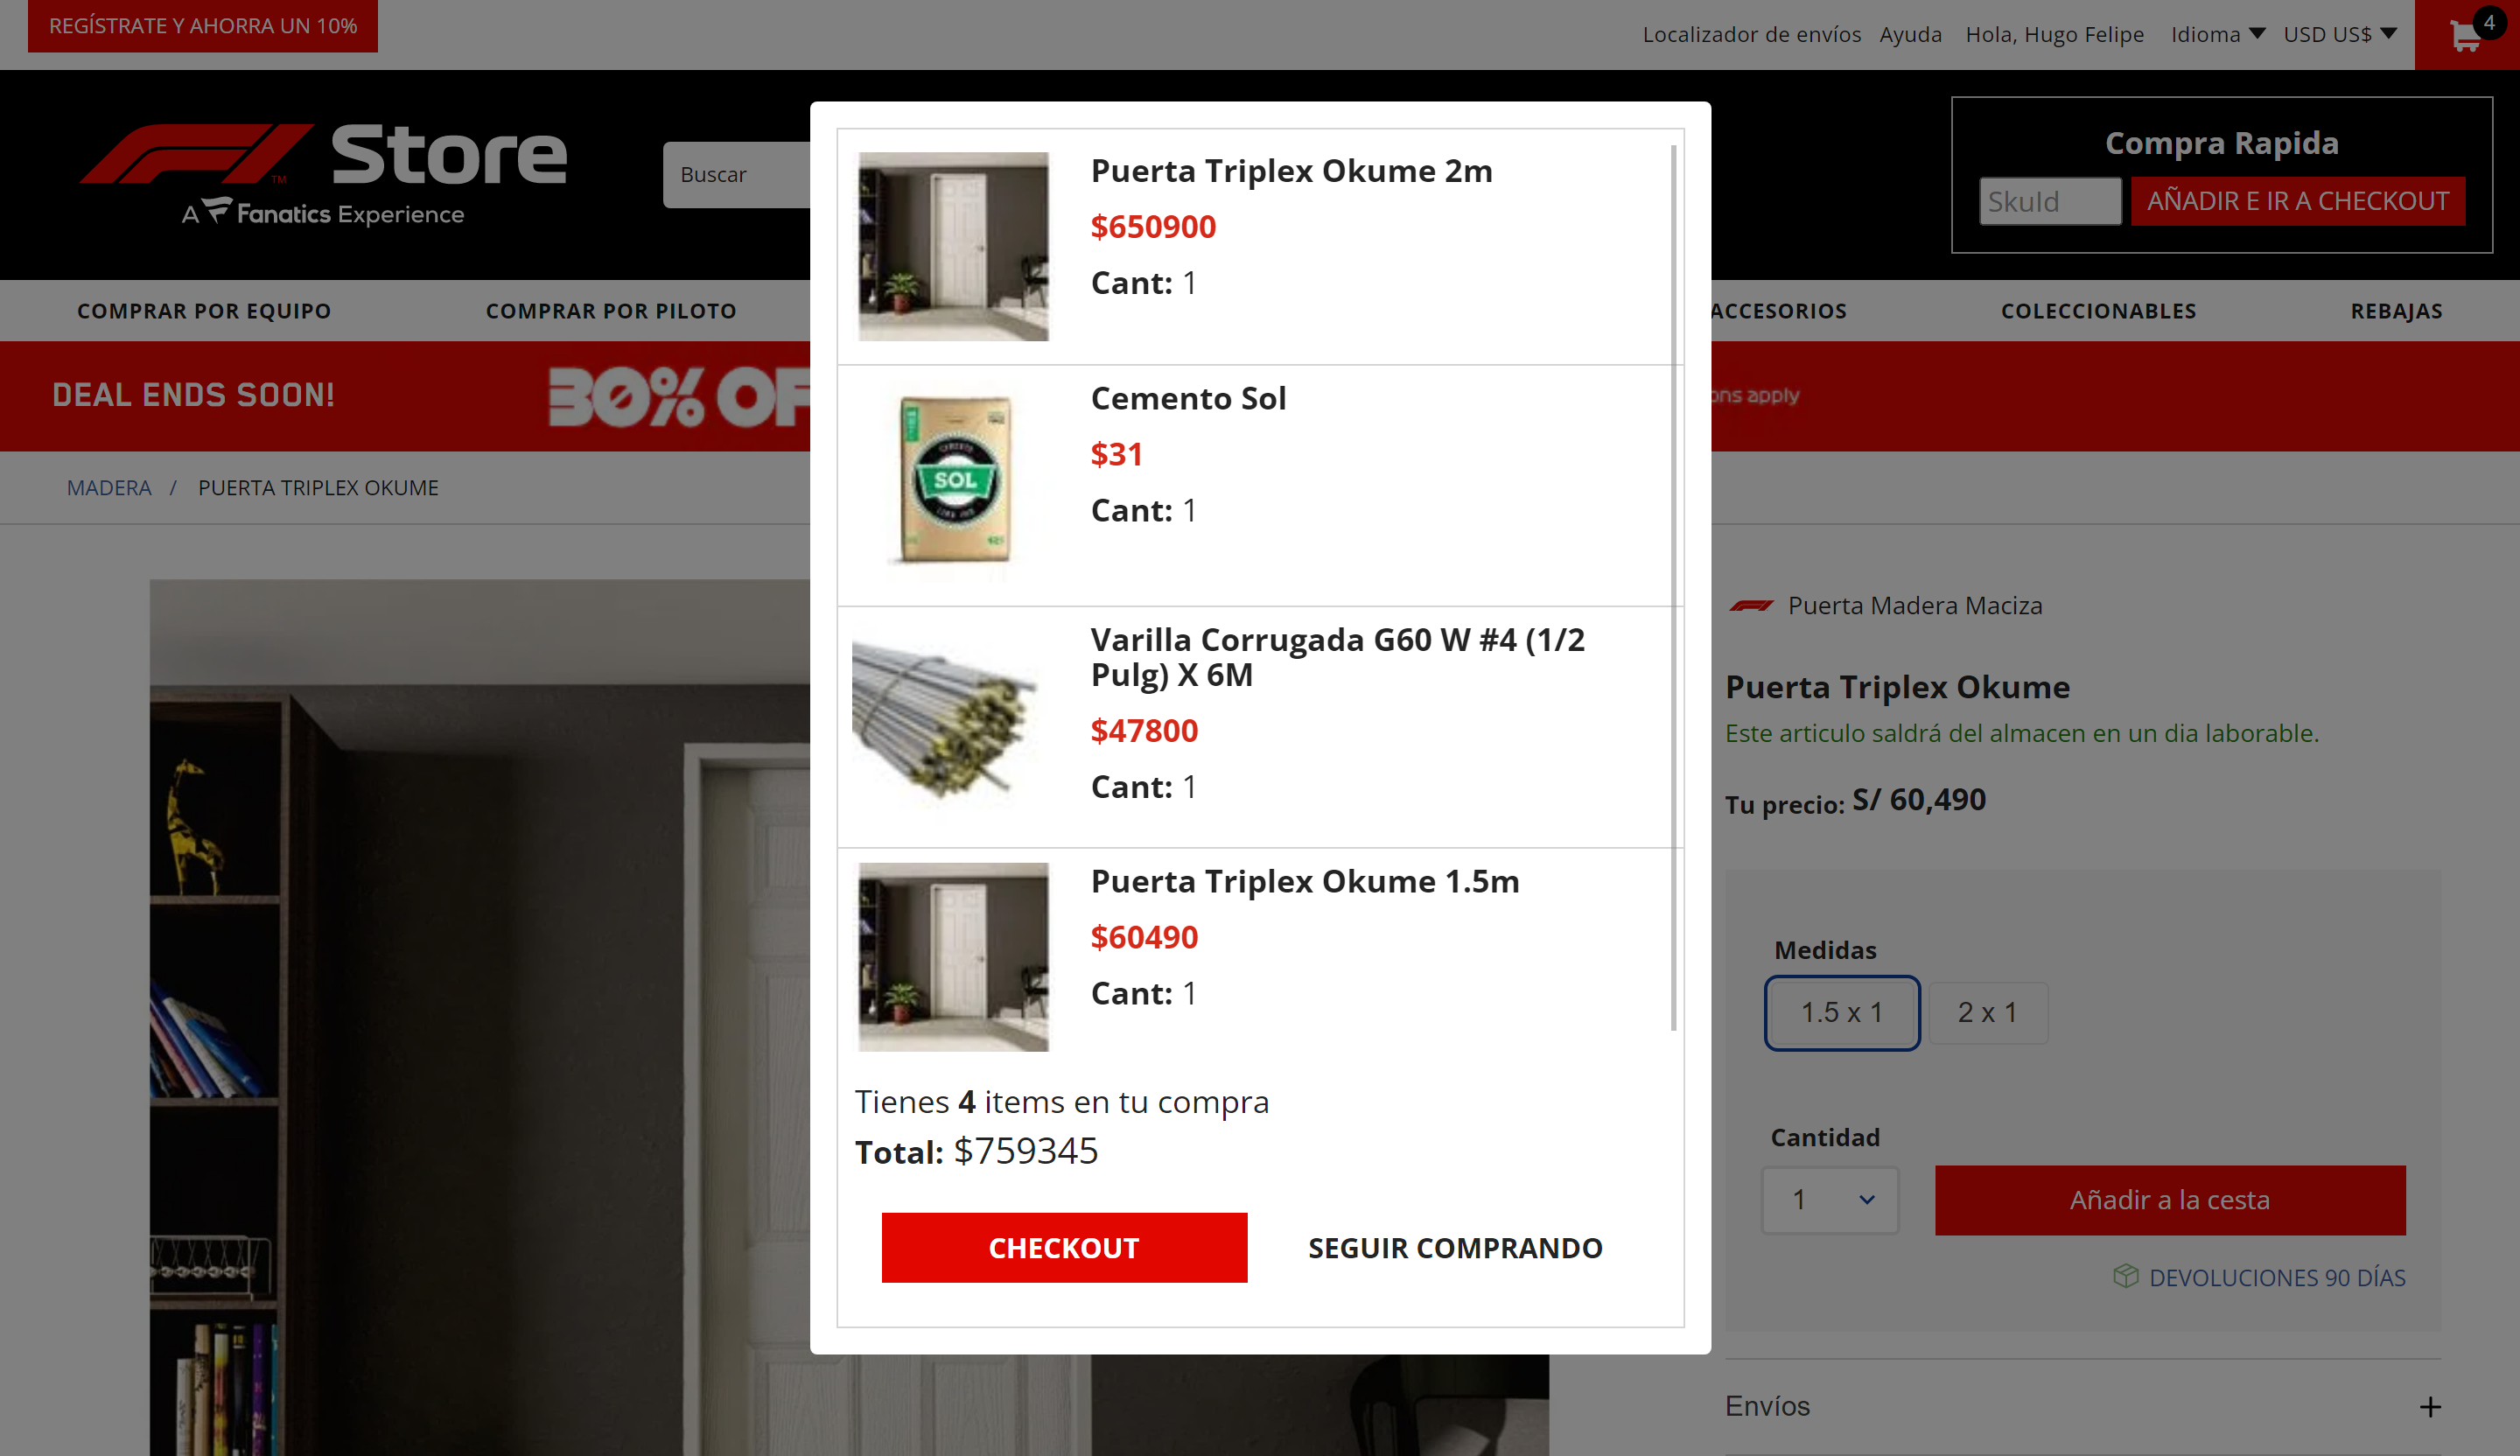 REGÍSTRATE Y AHORRA UN 10%
Localizador de envíos Ayuda Hola, Hugo Felipe Idioma USD US$ 4
F1 Store
TM
A Fanatics Experience
Buscar
Compra Rapida
SkuId AÑADIR E IR A CHECKOUT
COMPRAR POR EQUIPO COMPRAR POR PILOTO ACCESORIOS COLECCIONABLES REBAJAS
DEAL ENDS SOON! 30% OF ons apply
MADERA / PUERTA TRIPLEX OKUME
Puerta Triplex Okume 2m
$650900
Cant: 1
CEMENTO
SOL
Cemento Sol
$31
Cant: 1
Varilla Corrugada G60 W #4 (1/2
Pulg) X 6M
$47800
Cant: 1
Puerta Triplex Okume 1.5m
$60490
Cant: 1
Tienes 4 items en tu compra
Total: $759345
CHECKOUT SEGUIR COMPRANDO
Puerta Madera Maciza
Puerta Triplex Okume
Este articulo saldrá del almacen en un dia laborable.
Tu precio: S/ 60,490
Medidas
1.5 x 1 2 x 1
Cantidad
1 Añadir a la cesta
DEVOLUCIONES 90 DÍAS
Envíos +